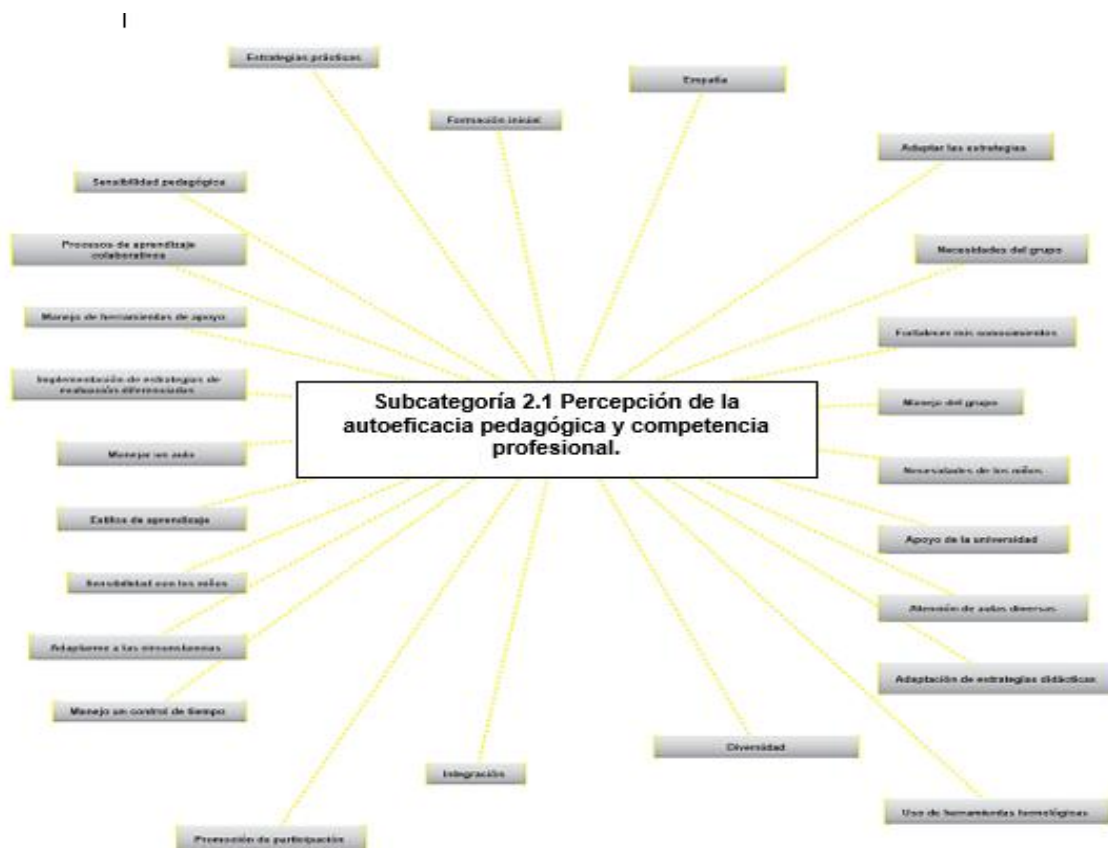 Estrategias prácticas
Empatía
Formación inicial
Adaptar las estrategias
Sensibilidad pedagógica
Procesos de aprendizaje
colaborativos
Necesidades del grupo
Manejo de herramientas de apoyo
Fortalecer mis conocimientos
Implementación de estrategias de
evaluación diferenciadas
Subcategoría 2.1 Percepción de la
autoeficacia pedagógica y competencia
profesional.
Manejo del grupo
Manejar un aula
Necesidades de los niños
Estilos de aprendizaje
Apoyo de la universidad
Sensibilidad con los niños
Atención de aulas diversas
Adaptarme a las circunstancias
Adaptación de estrategias didácticas
Manejo un control de tiempo
Diversidad
Integración
Uso de herramientas tecnológicas
Promoción de participación